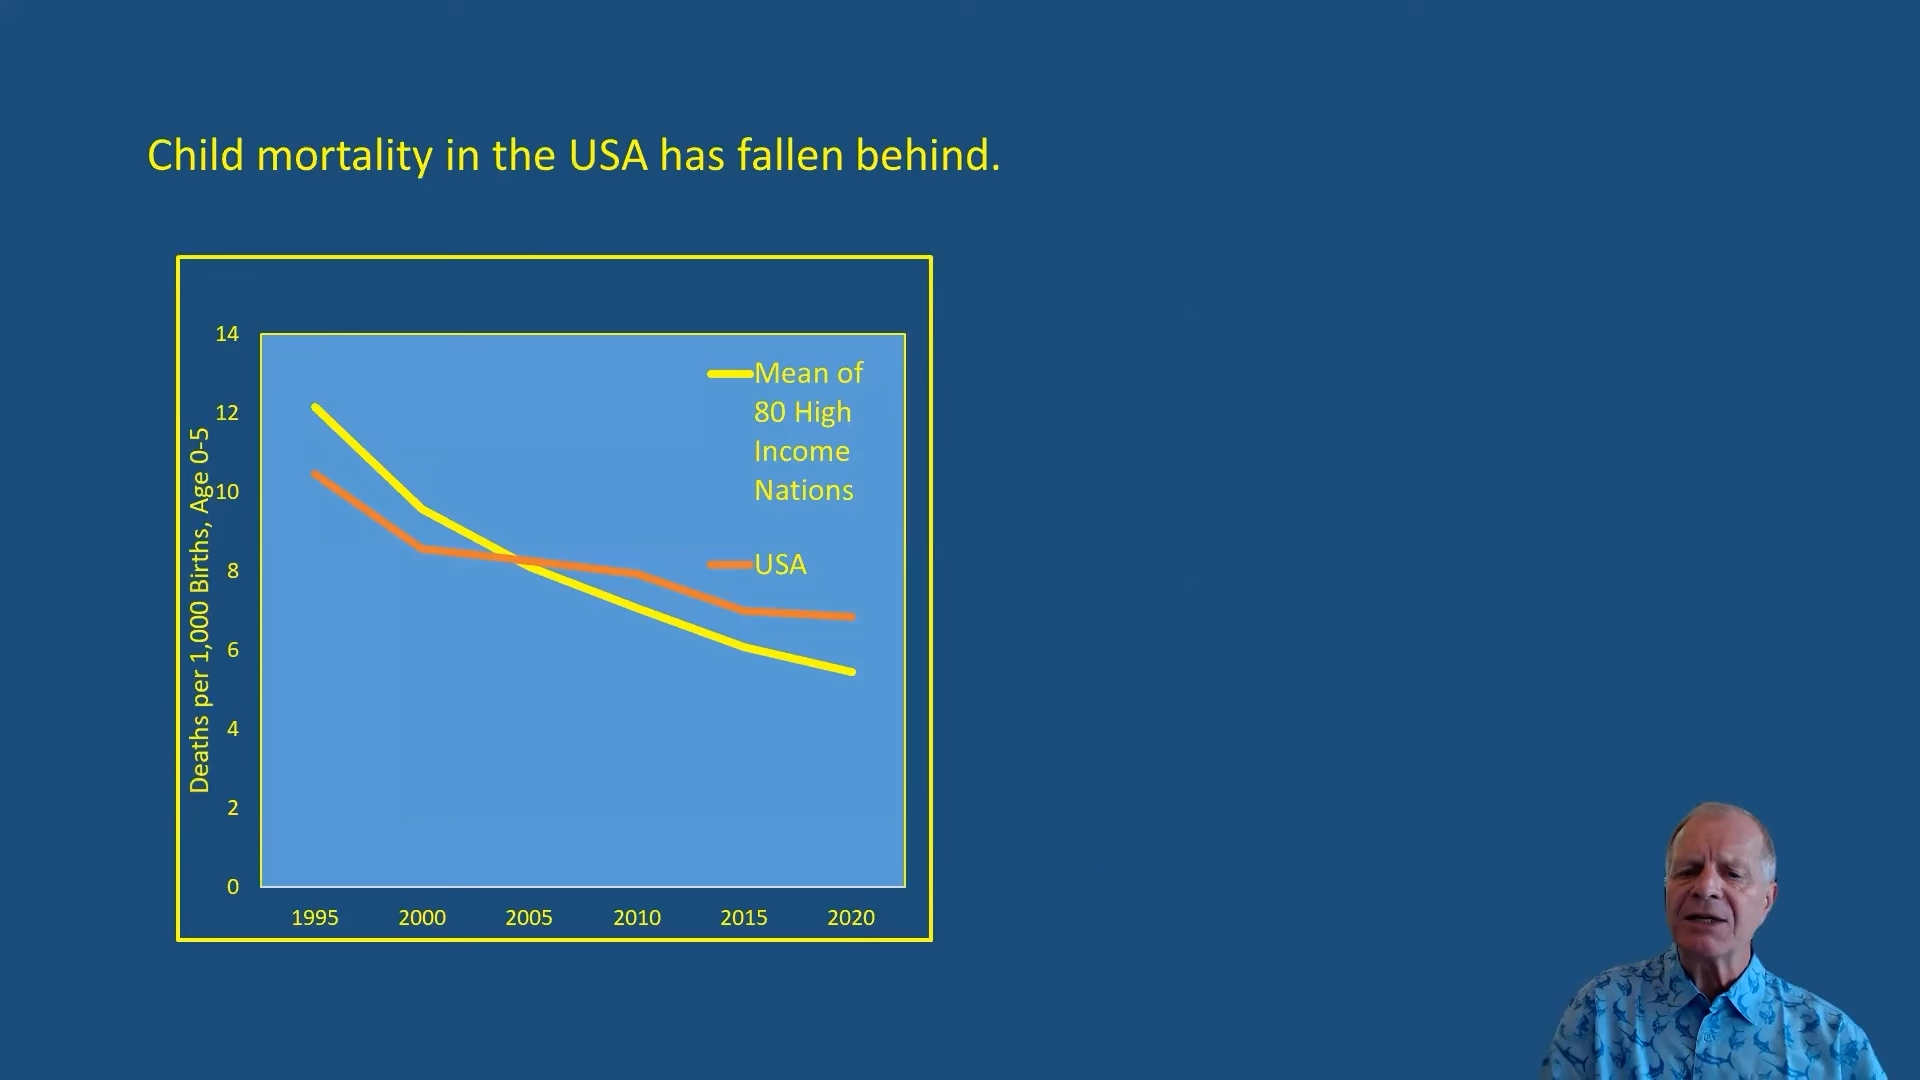 Child mortality in the USA has fallen behind.
14
12
10
8
6
4
2
0
Deaths per 1,000 Births, Age 0-5
Mean of
80 High
Income
Nations
USA
1995 2000 2005 2010 2015 2020